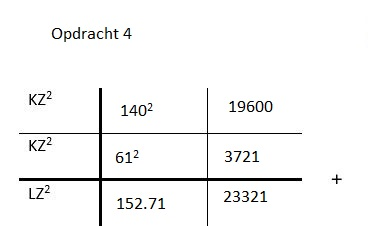 Opdracht 4
KZ² 140² 19600
KZ² 61² 3721
+
LZ² 152.71 23321